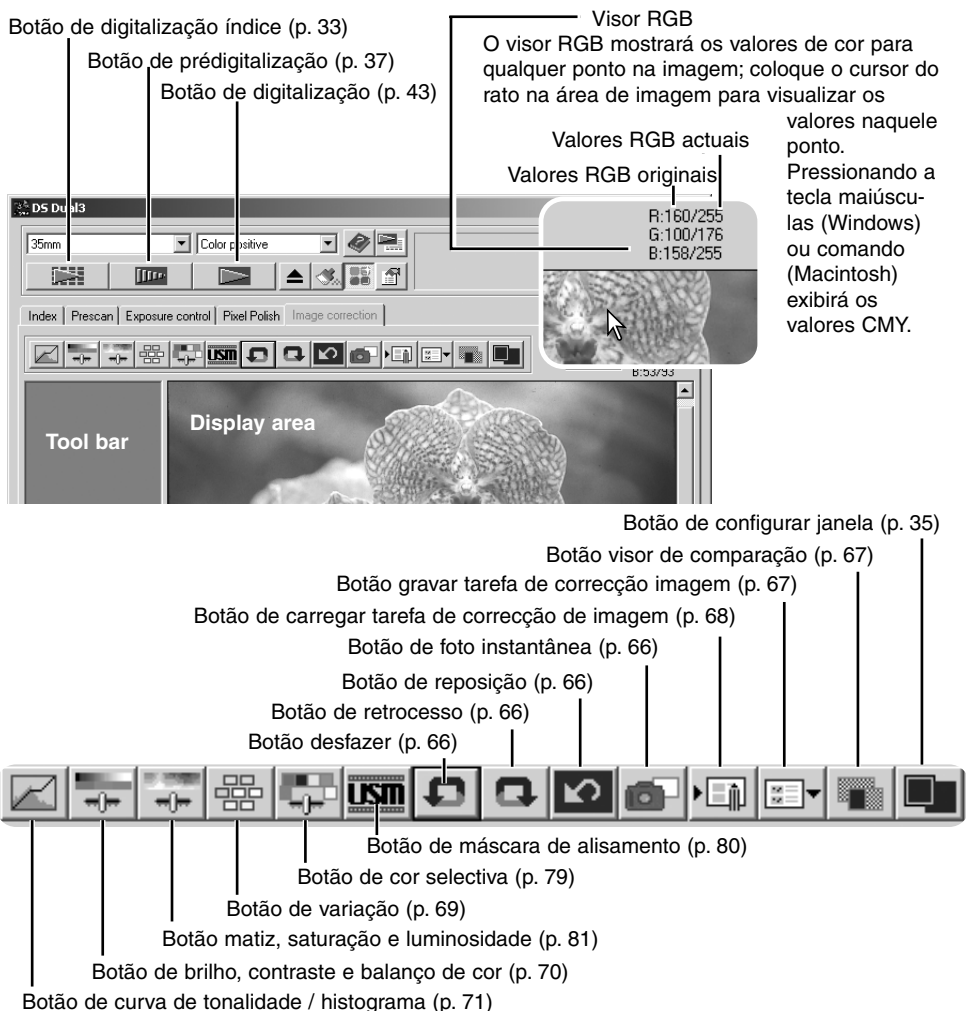 Botão de digitalização índice (p. 33)
Botão de prédigitalização (p. 37)
Botão de digitalização (p. 43)
Visor RGB
O visor RGB mostrará os valores de cor para
qualquer ponto na imagem; coloque o cursor do
rato na área de imagem para visualizar os
valores naquele
ponto.
Pressionando a
tecla maiúscu-
las (Windows)
ou comando
(Macintosh)
exibirá os
valores CMY.
Valores RGB actuais
Valores RGB originais
R:160/255
G:100/176
B:158/255
DS Dual3
35mm
Color positive
Index
Prescan
Exposure control
Pixel Polish
Image correction
USM
B:53/93
Tool bar
Display area
Botão de configurar janela (p. 35)
Botão visor de comparação (p. 67)
Botão gravar tarefa de correcção imagem (p. 67)
Botão de carregar tarefa de correcção de imagem (p. 68)
Botão de foto instantânea (p. 66)
Botão de reposição (p. 66)
Botão de retrocesso (p. 66)
Botão desfazer (p. 66)
USM
Botão de máscara de alisamento (p. 80)
Botão de cor selectiva (p. 79)
Botão de variação (p. 69)
Botão matiz, saturação e luminosidade (p. 81)
Botão de brilho, contraste e balanço de cor (p. 70)
Botão de curva de tonalidade / histograma (p. 71)